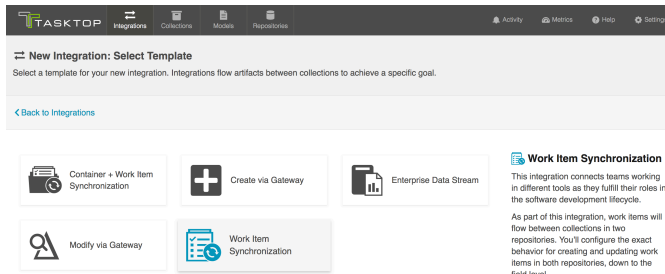 TASKTOP
Integrations
Collections
Models
Repositories
Activity
Metrics
Help
Settings
New Integration: Select Template
Select a template for your new integration. Integrations flow artifacts between collections to achieve a specific goal.
Back to Integrations
Container + Work Item
Synchronization
Create via Gateway
Enterprise Data Stream
Modify via Gateway
Work Item
Synchronization
Work Item Synchronization
This integration connects teams working
in different tools as they fulfill their roles in
the software development lifecycle.
As part of this integration, work items will
flow between collections in two
repositories. You'll configure the exact
behavior for creating and updating work
items in both repositories, down to the
field level